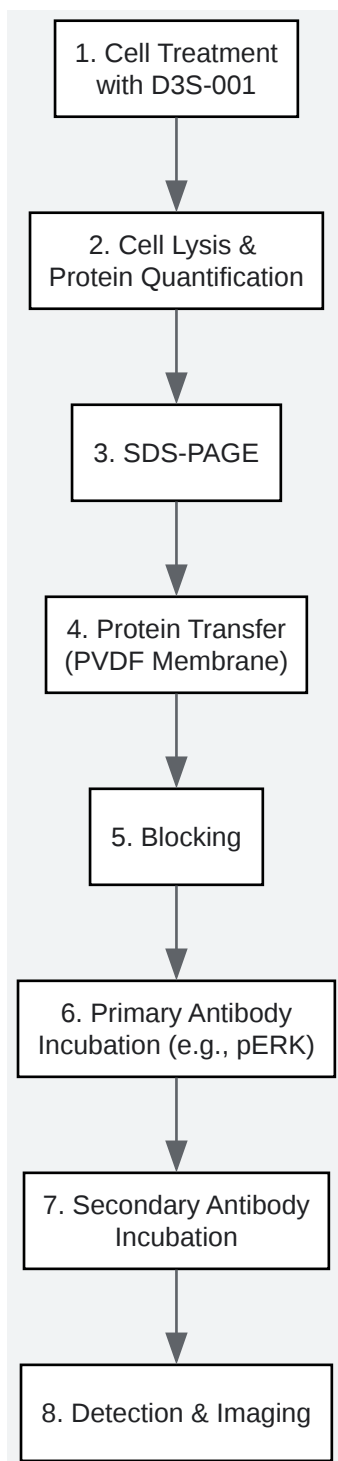 1. Cell Treatment
with D3S-001
2. Cell Lysis &
Protein Quantification
3. SDS-PAGE
4. Protein Transfer
(PVDF Membrane)
5. Blocking
6. Primary Antibody
Incubation (e.g., pERK)
7. Secondary Antibody
Incubation
8. Detection & Imaging